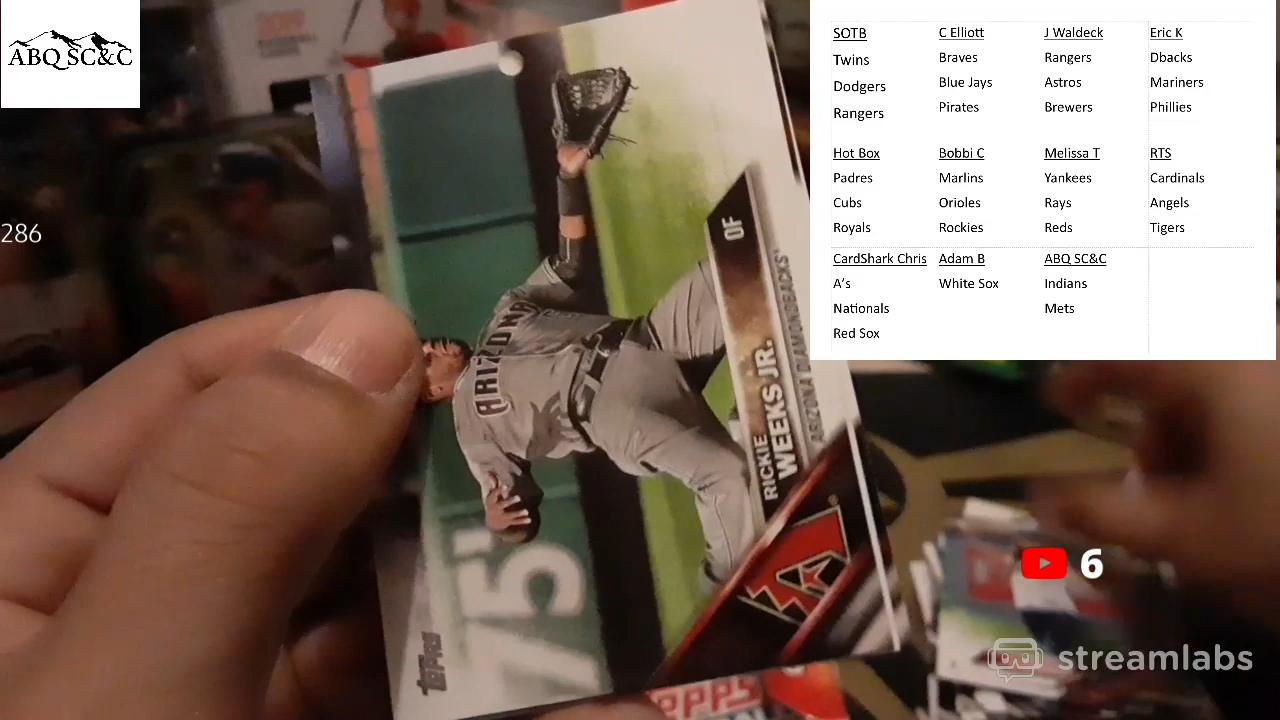 ABQ SC&C
286
SOTB
Twins
Dodgers
Rangers
C Elliott
Braves
Blue Jays
Pirates
J Waldeck
Rangers
Astros
Brewers
Eric K
Dbacks
Mariners
Phillies
Hot Box
Padres
Cubs
Royals
Bobbi C
Marlins
Orioles
Rockies
Melissa T
Yankees
Rays
Reds
RTS
Cardinals
Angels
Tigers
CardShark Chris
A's
Nationals
Red Sox
Adam B
White Sox
ABQ SC&C
Indians
Mets
OF
RICKIE
WEEKS JR.
ARIZONA DIAMONDBACKS
ARIZONA
75'
TOPPS
TOPPS
6
streamlabs